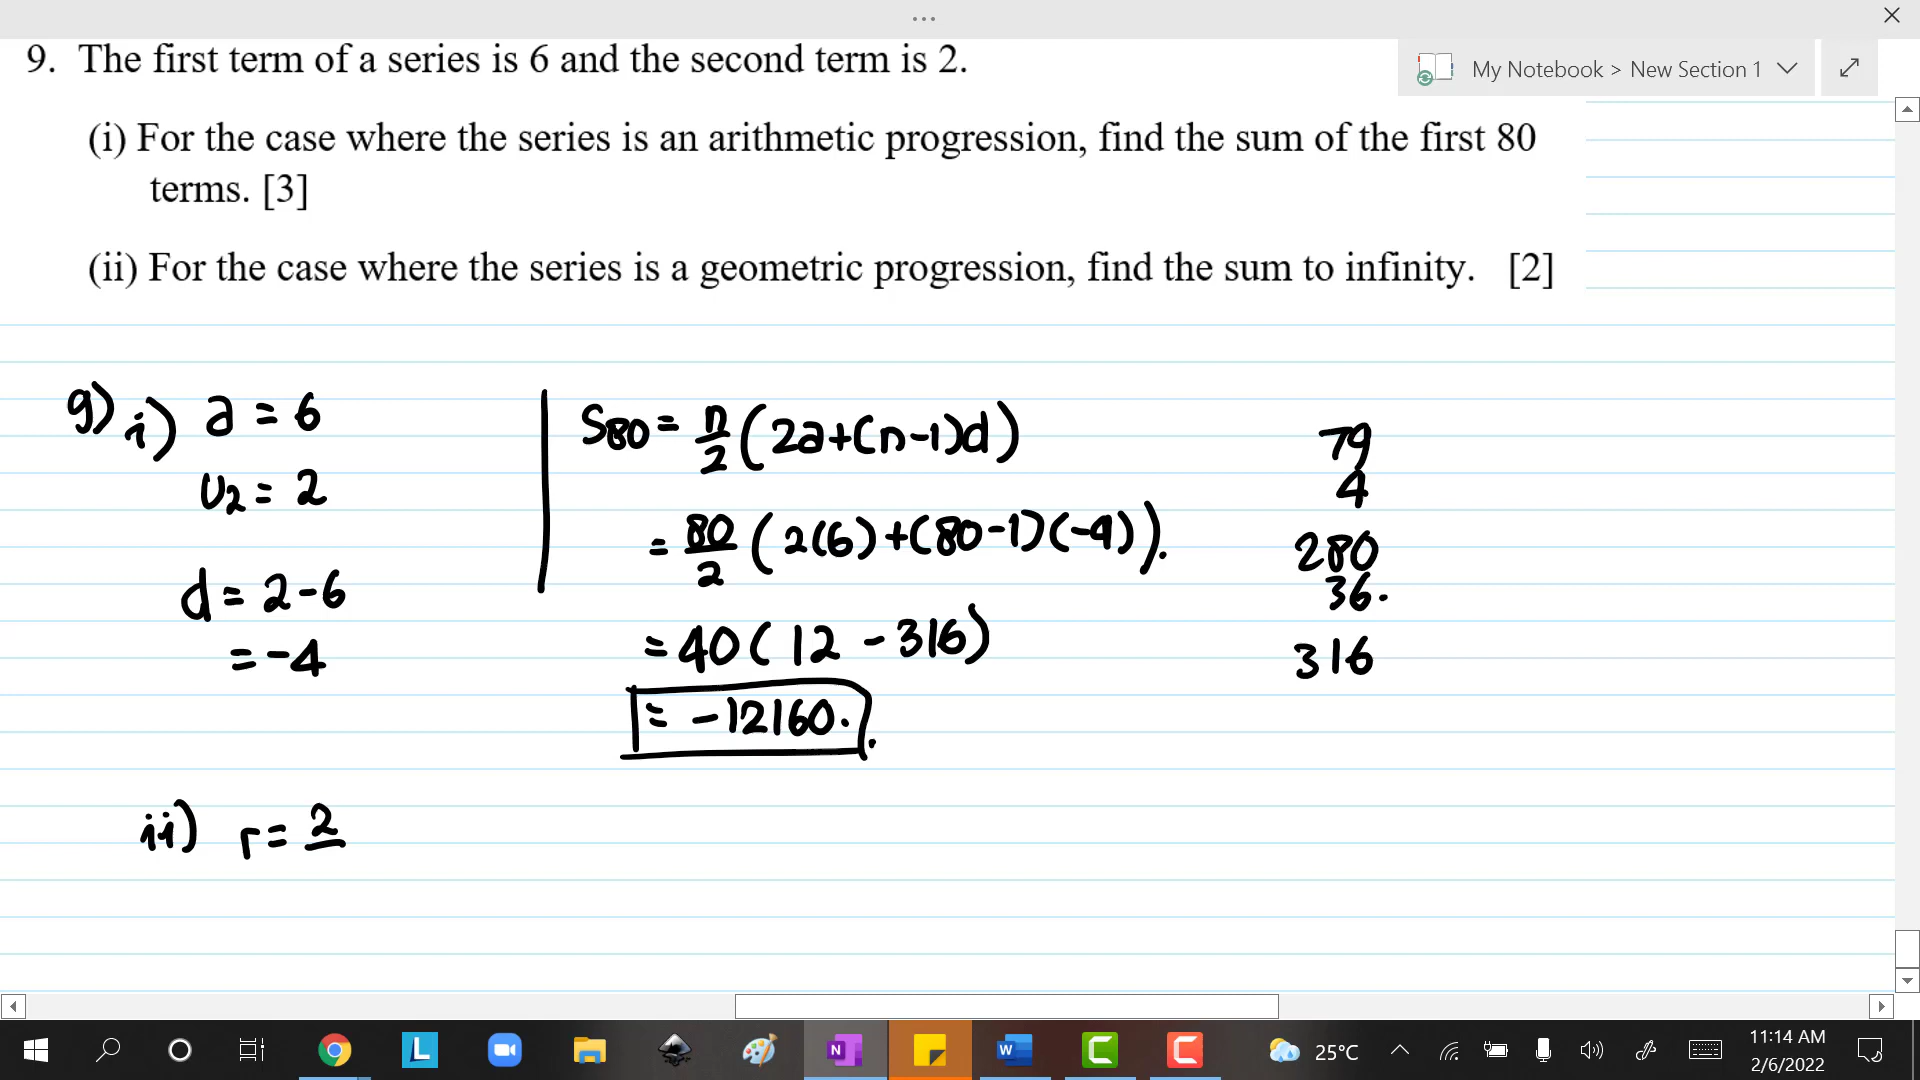 9. The first term of a series is 6 and the second term is 2.
My Notebook > New Section 1
(i) For the case where the series is an arithmetic progression, find the sum of the first 80
terms. [3]
(ii) For the case where the series is a geometric progression, find the sum to infinity. [2]
9) i) a = 6
U2 = 2
d = 2-6
= -4
S80 = n/2 (2a+(n-1)d)
= 80/2 (2(6)+(80-1)(-4)).
= 40(12 - 316)
= -12160.
79
4
280
36.
316
ii) r = 2
25°C
11:14 AM
2/6/2022